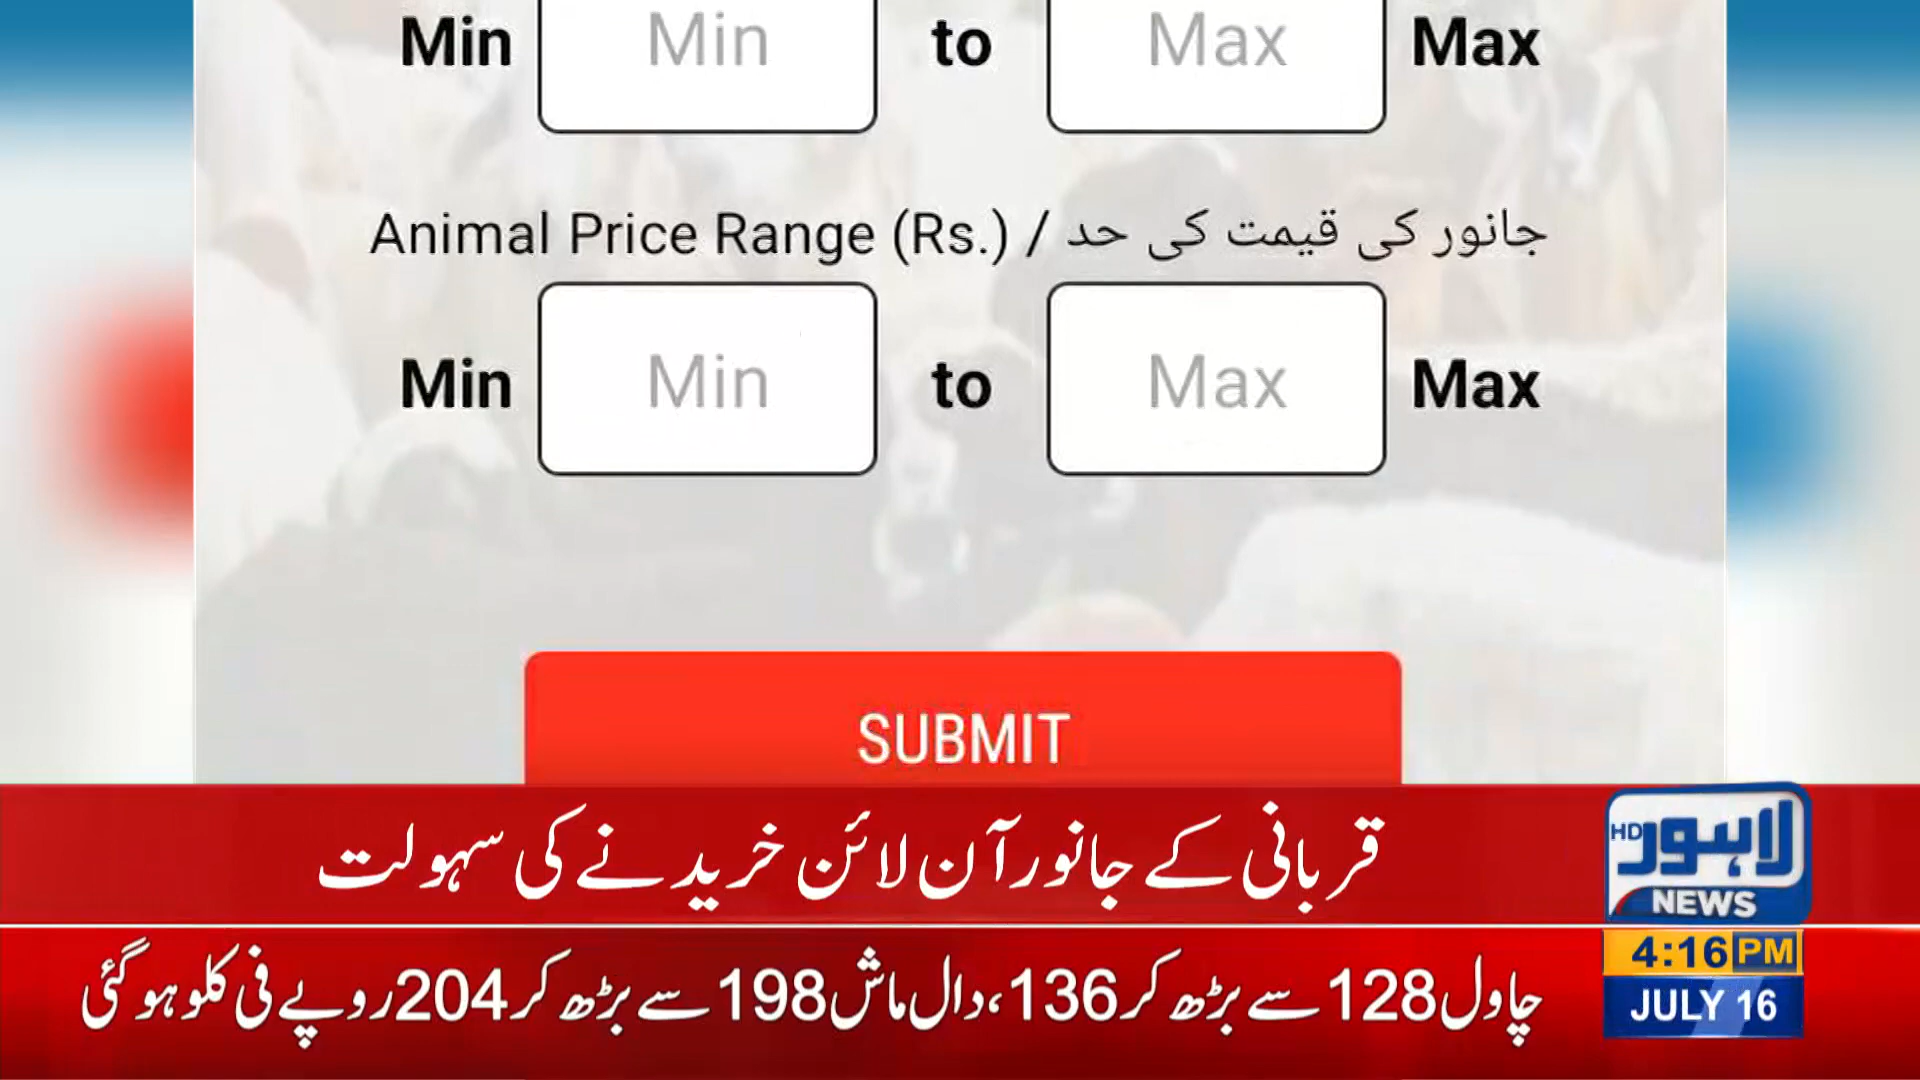 Min Min to Max Max
Animal Price Range (Rs.) / جانور کی قیمت کی حد
Min Min to Max Max
SUBMIT
قربانی کے جانور آن لائن خریدنے کی سہولت
لاہور HD
NEWS
4:16 PM
چاول 128 سے بڑھ کر 136، دال ماش 198 سے بڑھ کر 204 روپے فی کلو ہو گئی
JULY 16